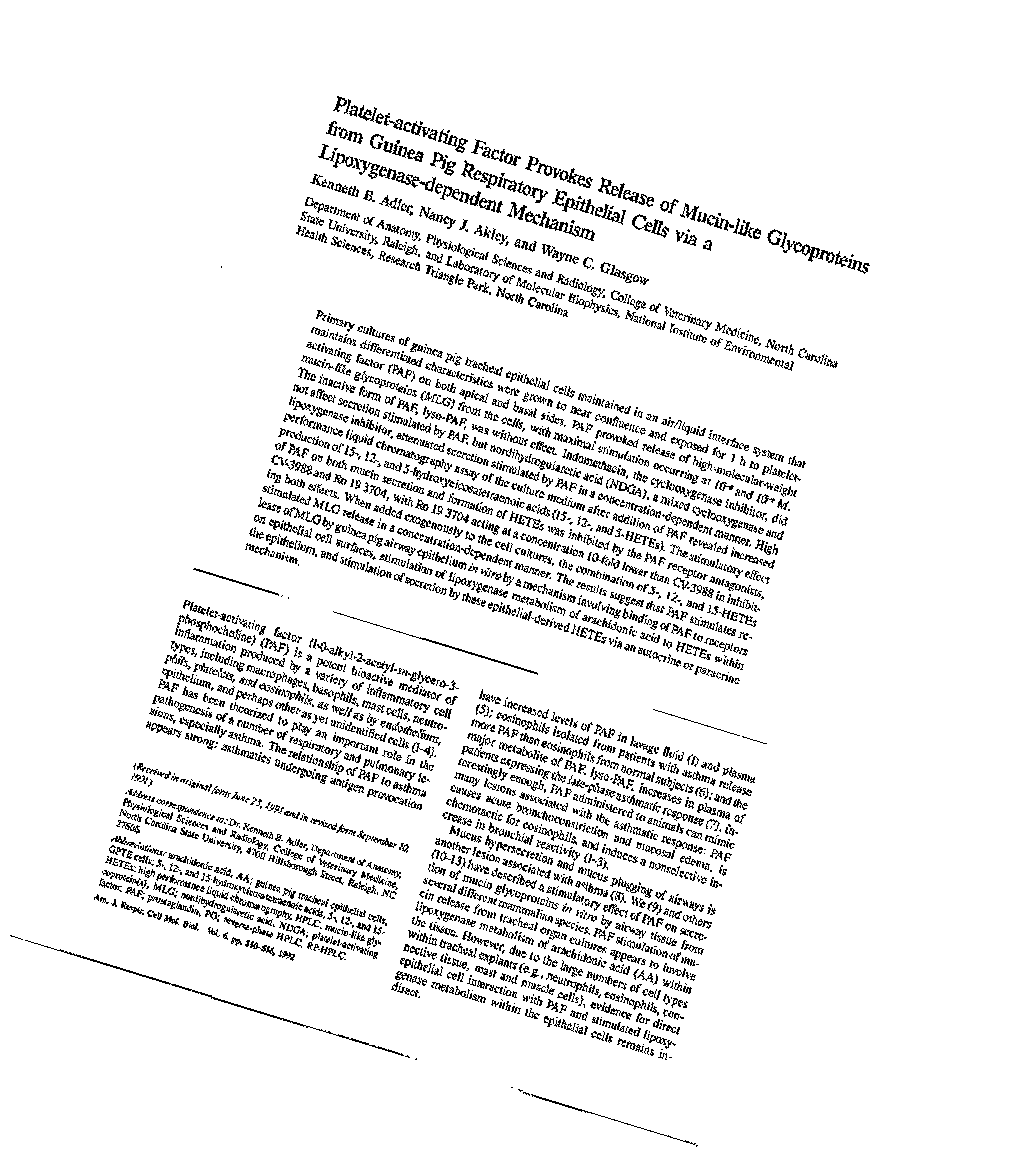 Platelet-activating Factor Provokes Release of Mucin-like Glycoproteins
from Guinea Pig Respiratory Epithelial Cells via a
Lipoxygenase-dependent Mechanism
Kenneth B. Adler, Nancy J. Akley, and Wayne C. Glasgow
Department of Anatomy, Physiological Sciences and Radiology, College of Veterinary Medicine, North Carolina
State University, Raleigh, and Laboratory of Molecular Biophysics, National Institute of Environmental
Health Sciences, Research Triangle Park, North Carolina
Primary cultures of guinea pig tracheal epithelial cells maintained in an air/liquid interface system that
maintains differentiated characteristics were grown to near confluence and exposed for 1 h to platelet-
activating factor (PAF) on both apical and basal sides. PAF provoked release of high-molecular-weight
mucin-like glycoproteins (MLG) from the cells, with maximal stimulation occurring at and M.
The inactive form of PAF, lyso-PAF, was without effect. Indomethacin, the cyclooxygenase inhibitor, did
not affect secretion stimulated by PAF, but nordihydroguaiaretic acid (NDGA), a mixed cyclooxygenase and
lipoxygenase inhibitor, attenuated secretion stimulated by PAF in a concentration-dependent manner. High
performance liquid chromatography assay of the culture medium after addition of PAF revealed increased
production of 15-, 12-, and 5-hydroxyeicosatetraenoic acids (15-, 12-, and 5-HETEs). The stimulatory effect
of PAF on both mucin secretion and formation of HETEs was inhibited by the PAF receptor antagonists,
CV-3988 and Ro 19 3704, with Ro 19 3704 acting at a concentration 10-fold lower than CV-3988 in inhibit-
ing both effects. When added exogenously to the cell cultures, the combination of 5-, 12-, and 15-HETEs
stimulated MLG release in a concentration-dependent manner. The results suggest that PAF stimulates re-
lease of MLG by guinea pig airway epithelium in vitro by a mechanism involving binding of PAF to receptors
on epithelial cell surfaces, stimulation of lipoxygenase metabolism of arachidonic acid to HETEs within
the epithelium, and stimulation of secretion by these epithelial-derived HETEs via an autocrine or paracrine
mechanism.
Platelet-activating factor (1-0-alkyl-2-acetyl-sn-glycero-3-
phosphocholine) (PAF) is a potent bioactive mediator of
inflammation produced by a variety of inflammatory cell
types, including macrophages, basophils, mast cells, neutro-
phils, platelets, and eosinophils, as well as by endothelium,
epithelium, and perhaps other as yet unidentified cells (1-4).
PAF has been theorized to play an important role in the
pathogenesis of a number of respiratory and pulmonary le-
sions, especially asthma. The relationship of PAF to asthma
appears strong: asthmatics undergoing antigen provocation
(Received in original form June 25, 1991 and in revised form September 10,
1991)
Address correspondence to: Dr. Kenneth B. Adler, Department of Anatomy,
Physiological Sciences and Radiology, College of Veterinary Medicine,
North Carolina State University, 4700 Hillsborough Street, Raleigh, NC
27606.
Abbreviations: arachidonic acid, AA; guinea pig tracheal epithelial cells,
GPTE cells; 5-, 12-, and 15-hydroxyeicosatetraenoic acids, 5-, 12-, and 15-
HETEs; high performance liquid chromatography, HPLC; mucin-like gly-
coprotein(s), MLG; nordihydroguaiaretic acid, NDGA; platelet-activating
factor, PAF; prostaglandin, PG; reverse-phase HPLC, RP-HPLC.
Am. J. Respir. Cell Mol. Biol. Vol. 6. pp. 1992
have increased levels of PAF in lavage fluid (1) and plasma
(5); eosinophils isolated from patients with asthma release
more PAF than eosinophils from normal subjects (6); and the
major metabolite of PAF, lyso-PAF, increases in plasma of
patients expressing the late-phase asthmatic response (7). In-
terestingly enough, PAF administered to animals can mimic
many lesions associated with the asthmatic response: PAF
causes acute bronchoconstriction and mucosal edema, is
chemotactic for eosinophils, and induces a nonselective in-
crease in bronchial reactivity (1-3).
Mucus hypersecretion and mucus plugging of airways is
another lesion associated with asthma (8). We (9) and others
(10-13) have described a stimulatory effect of PAF on secre-
tion of mucin glycoproteins in vitro by airway tissue from
several different mammalian species. PAF stimulation of mu-
cin release from tracheal organ cultures appears to involve
lipoxygenase metabolism of arachidonic acid (AA) within
the tissue. However, due to the large numbers of cell types
within tracheal explants (e.g., neutrophils, eosinophils, con-
nective tissue, mast and muscle cells), evidence for direct
epithelial cell interaction with PAF and stimulated lipoxy-
genase metabolism within the epithelial cells remains in-
direct.